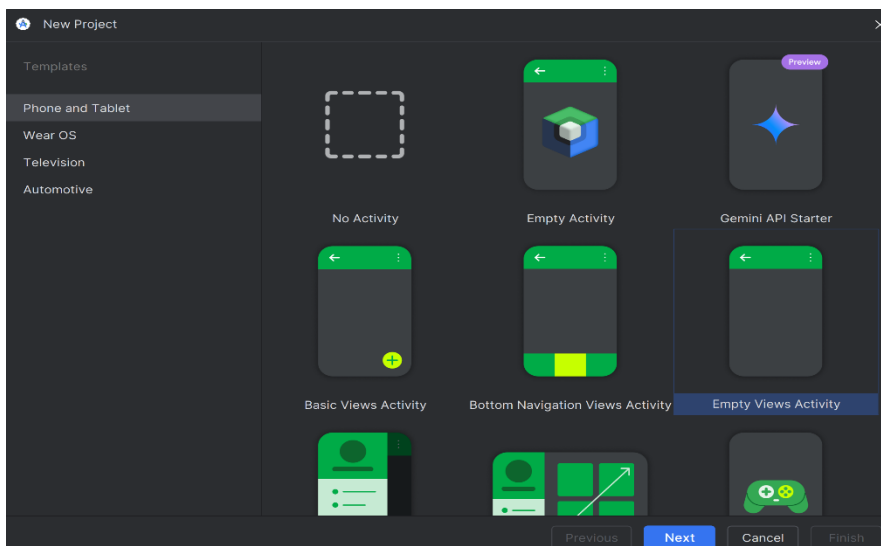 New Project
Templates
Phone and Tablet
Wear OS
Television
Automotive
Preview
No Activity
Empty Activity
Gemini API Starter
Basic Views Activity
Bottom Navigation Views Activity
Empty Views Activity
Previous
Next
Cancel
Finish